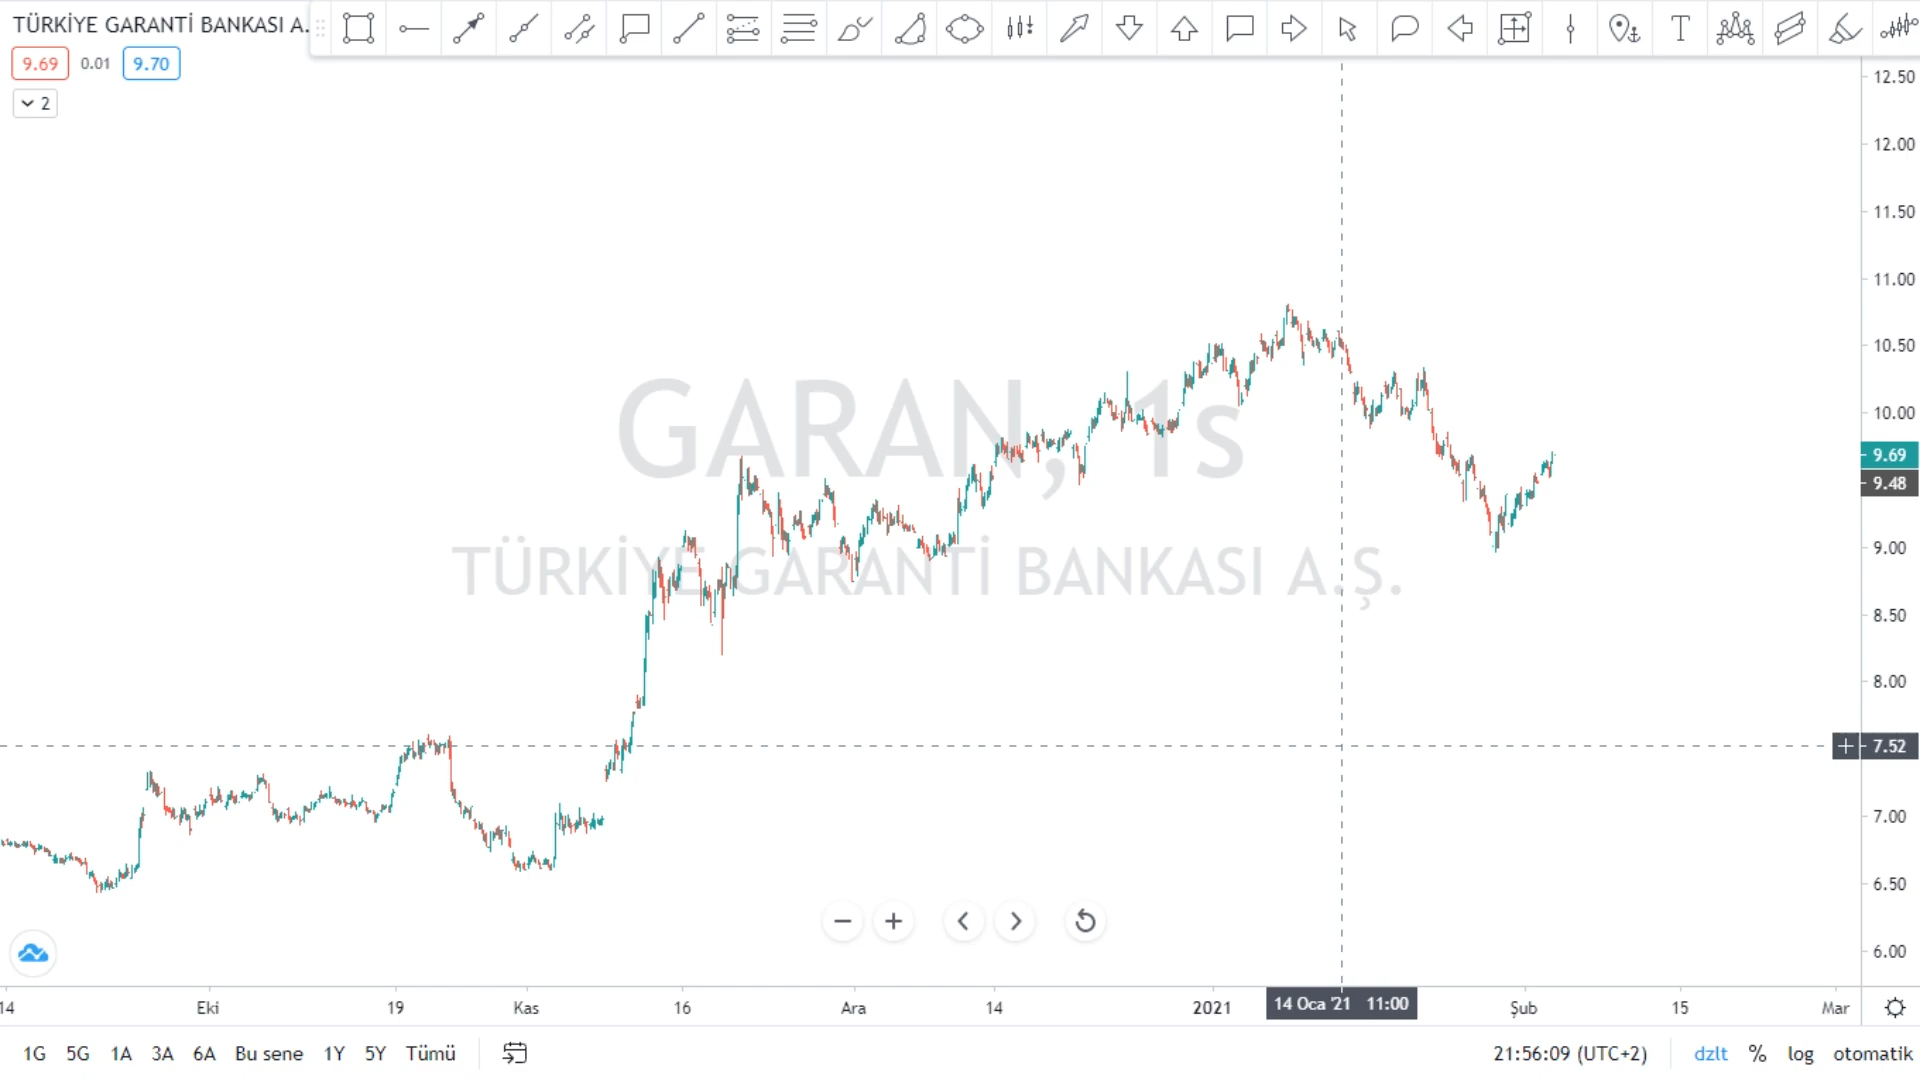 TÜRKİYE GARANTİ BANKASI A.
T
9.69 0.01 9.70
2
12.50
12.00
11.50
11.00
10.50
10.00
9.69
9.48
9.00
8.50
8.00
7.52
7.00
6.50
6.00
GARAN, 1s
TÜRKİYE GARANTİ BANKASI A.Ş.
14 Eki 19 Kas 16 Ara 14 2021 14 Oca '21 11:00 Şub 15 Mar
1G 5G 1A 3A 6A Bu sene 1Y 5Y Tümü 21:56:09 (UTC+2) dzlt % log otomatik